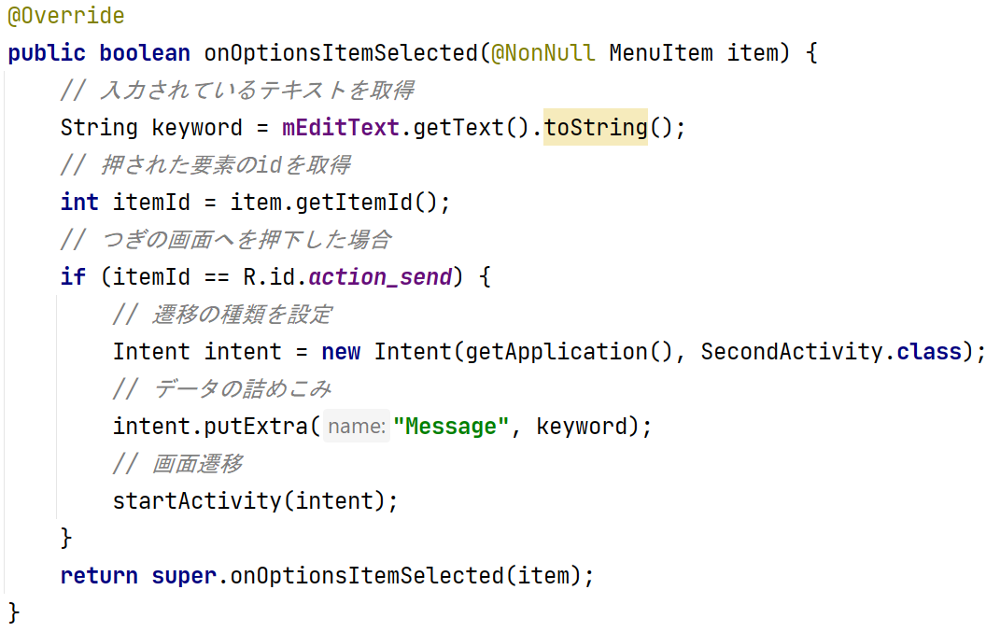 @Override
public boolean onOptionsItemSelected(@NonNull MenuItem item) {
// 入力されているテキストを取得
String keyword = mEditText.getText().toString();
// 押された要素のidを取得
int itemId = item.getItemId();
// つぎの画面へを押下した場合
if (itemId == R.id.action_send) {
// 遷移の種類を設定
Intent intent = new Intent(getApplication(), SecondActivity.class);
// データの詰めこみ
intent.putExtra( name: "Message", keyword);
// 画面遷移
startActivity(intent);
}
return super.onOptionsItemSelected(item);
}